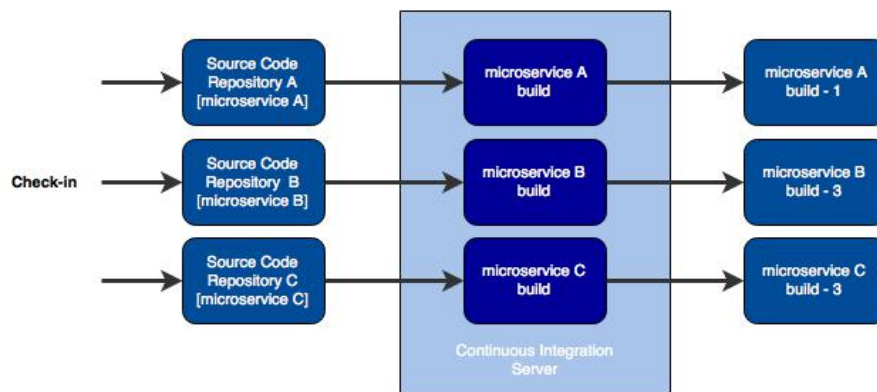 Source Code
Repository A
[microservice A]
microservice A
build
microservice A
build - 1
Check-in
Source Code
Repository B
[microservice B]
microservice B
build
microservice B
build - 3
Source Code
Repository C
[microservice C]
microservice C
build
microservice C
build - 3
Continuous Integration
Server